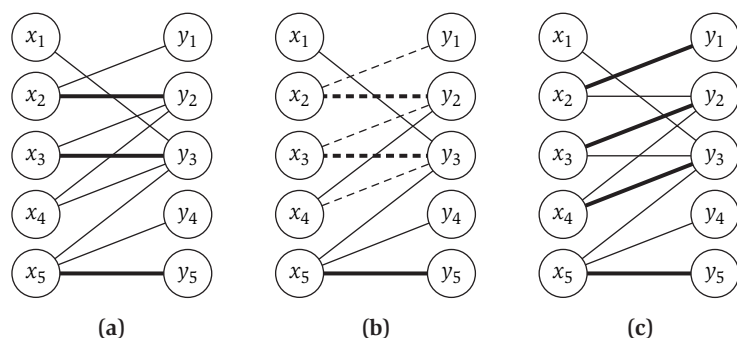 x₁ y₁ x₁ y₁ x₁ y₁
x₂ y₂ x₂ y₂ x₂ y₂
x₃ y₃ x₃ y₃ x₃ y₃
x₄ y₄ x₄ y₄ x₄ y₄
x₅ y₅ x₅ y₅ x₅ y₅
(a) (b) (c)